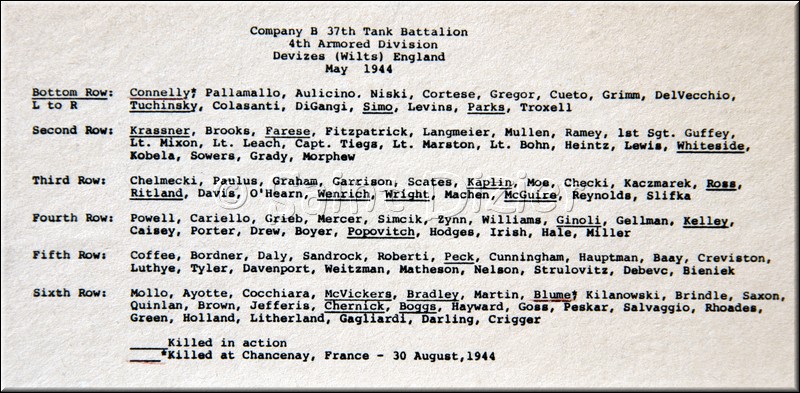 Company B 37th Tank Battalion
4th Armored Division
Devizes (Wilts) England
May 1944
Bottom Row: Connelly* Pallamallo, Aulicino. Niski, Cortese, Gregor, Cueto, Grimm, DelVecchio,
L to R Tuchinsky, Colasanti, DiGangi, Simo, Levins, Parks, Troxell
Second Row: Krassner, Brooks, Farese, Fitzpatrick, Langmeier, Mullen, Ramey, 1st Sgt. Guffey,
Lt. Mixon, Lt. Leach, Capt. Tiegs, Lt. Marston, Lt. Bohn, Heintz, Lewis, Whiteside,
Kobela, Sowers, Grady, Morphew
Third Row: Chelmecki, Paulus, Graham, Garrison, Scates, Kaplin, Mos, Checki, Kaczmarek, Ross,
Ritland, Davis, O'Hearn, Wenrich, Wright, Machen, McGuire, Reynolds, Slifka
© Saint-Dizier
Fourth Row: Powell, Cariello, Grieb, Mercer, Simcik, Zynn, Williams, Ginoli, Gellman, Kelley,
Caisey, Porter, Drew, Boyer, Popovitch, Hodges, Irish, Hale, Miller
Fifth Row: Coffee, Bordner, Daly, Sandrock, Roberti, Peck, Cunningham, Hauptman, Baay, Creviston,
Luthye, Tyler, Davenport, Weitzman, Matheson, Nelson, Strulovitz, Debevc, Bieniek
Sixth Row: Mollo, Ayotte, Cocchiara, McVickers, Bradley, Martin, Blume* Kilanowski, Brindle, Saxon,
Quinlan, Brown, Jefferis, Chernick, Boggs, Hayward, Goss, Peskar, Salvaggio, Rhoades,
Green, Holland, Litherland, Gagliardi, Darling, Crigger
____Killed in action
____*Killed at Chancenay, France - 30 August,1944